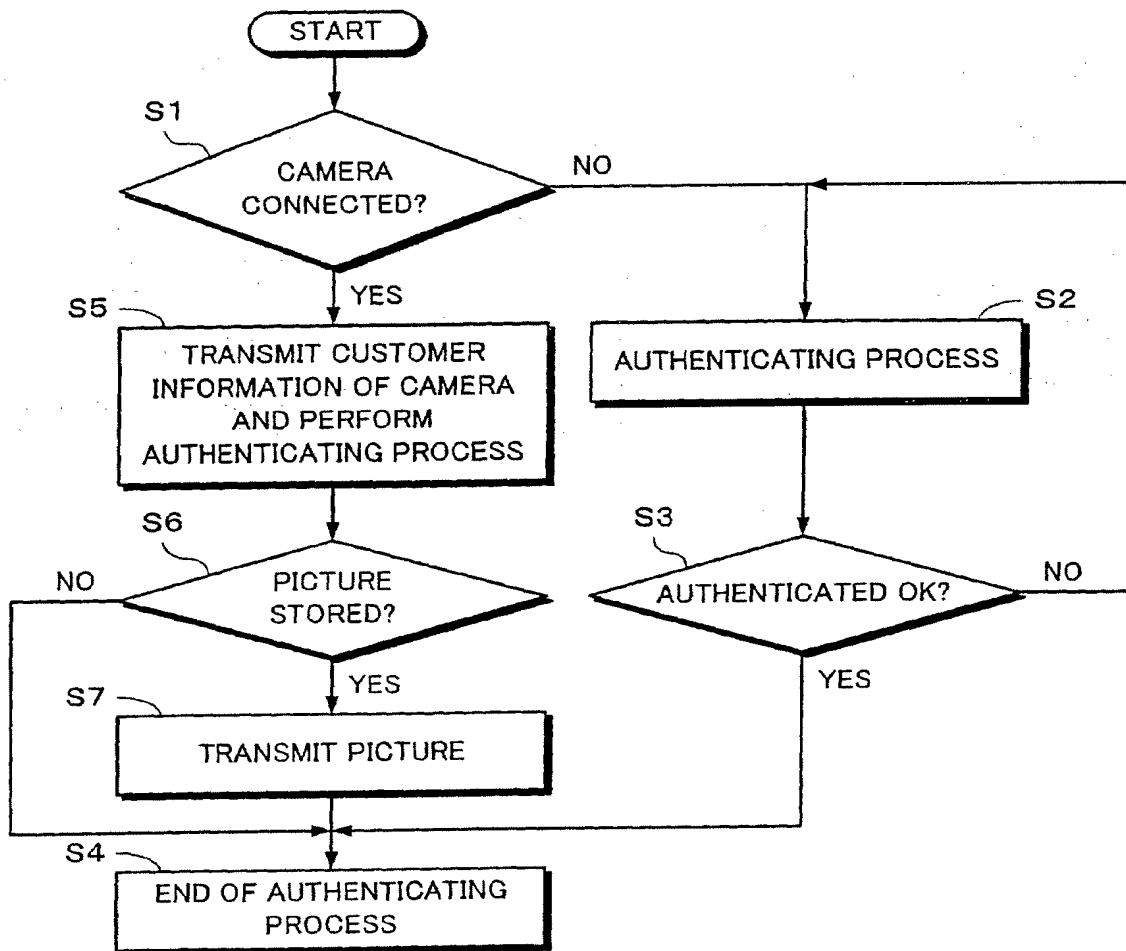 START
S1
CAMERA
CONNECTED?
NO
YES
S5
TRANSMIT CUSTOMER
INFORMATION OF CAMERA
AND PERFORM
AUTHENTICATING PROCESS
S2
AUTHENTICATING PROCESS
S6
PICTURE
STORED?
NO
YES
S3
AUTHENTICATED OK?
NO
YES
S7
TRANSMIT PICTURE
S4
END OF AUTHENTICATING
PROCESS